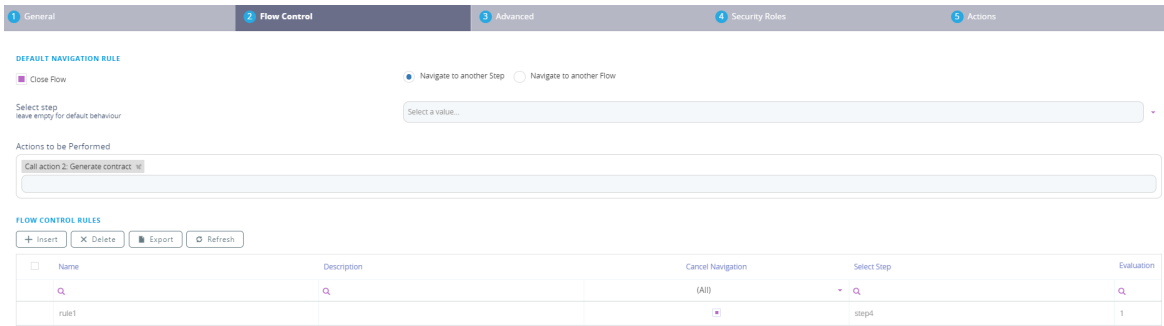 1 General 2 Flow Control 3 Advanced 4 Security Roles 5 Actions
DEFAULT NAVIGATION RULE
Close Flow Navigate to another Step Navigate to another Flow
Select step
leave empty for default behaviour
Select a value...
Actions to be Performed
Call action 2: Generate contract
FLOW CONTROL RULES
Insert Delete Export Refresh
Name Description Cancel Navigation Select Step Evaluation
(All)
rule1 step4 1